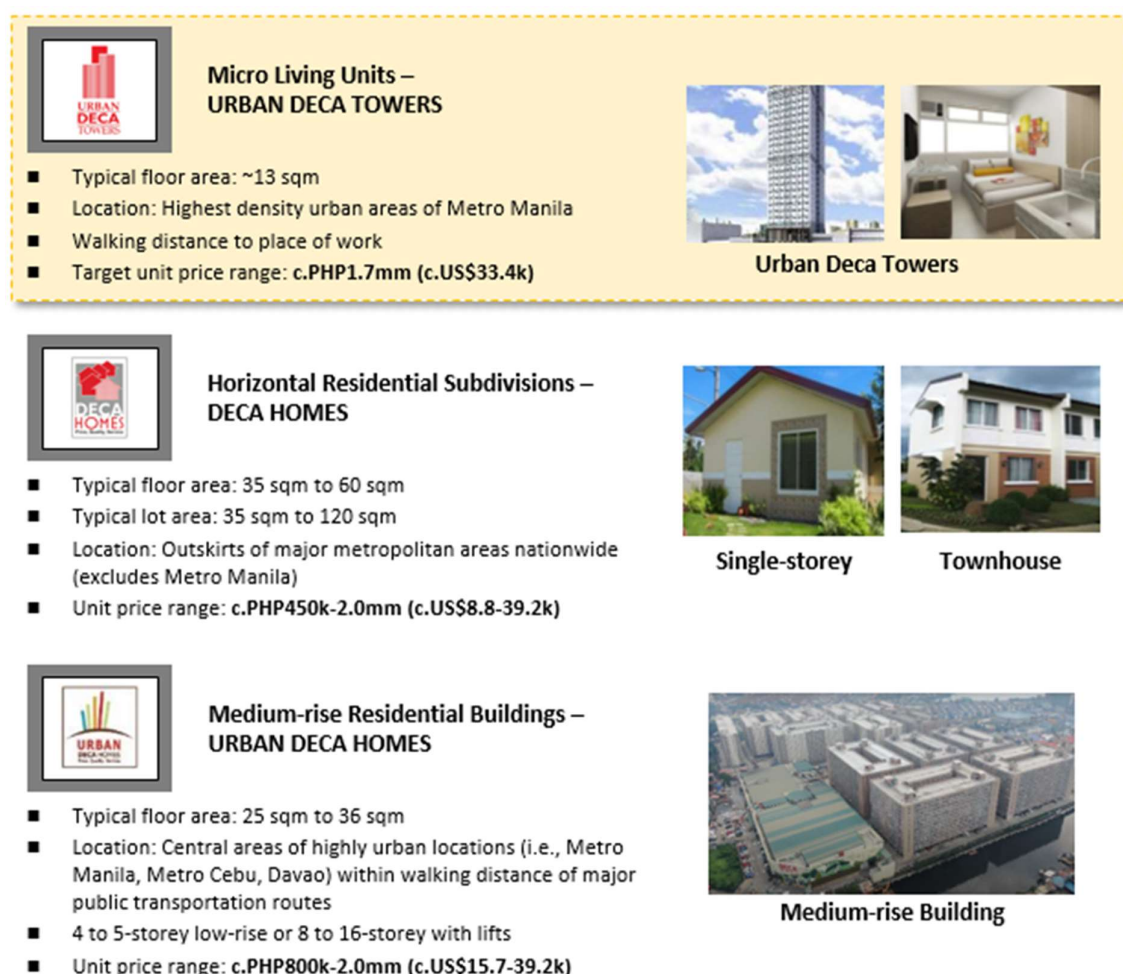 URBAN
DECA
TOWERS
Micro Living Units –
URBAN DECA TOWERS
■ Typical floor area: ~13 sqm
■ Location: Highest density urban areas of Metro Manila
■ Walking distance to place of work
■ Target unit price range: c.PHP1.7mm (c.US$33.4k)
Urban Deca Towers
DECA
HOMES
Horizontal Residential Subdivisions –
DECA HOMES
■ Typical floor area: 35 sqm to 60 sqm
■ Typical lot area: 35 sqm to 120 sqm
■ Location: Outskirts of major metropolitan areas nationwide
(excludes Metro Manila)
■ Unit price range: c.PHP450k-2.0mm (c.US$8.8-39.2k)
Single-storey
Townhouse
URBAN
DECA HOMES
Medium-rise Residential Buildings –
URBAN DECA HOMES
■ Typical floor area: 25 sqm to 36 sqm
■ Location: Central areas of highly urban locations (i.e., Metro
Manila, Metro Cebu, Davao) within walking distance of major
public transportation routes
■ 4 to 5-storey low-rise or 8 to 16-storey with lifts
■ Unit price range: c.PHP800k-2.0mm (c.US$15.7-39.2k)
Medium-rise Building